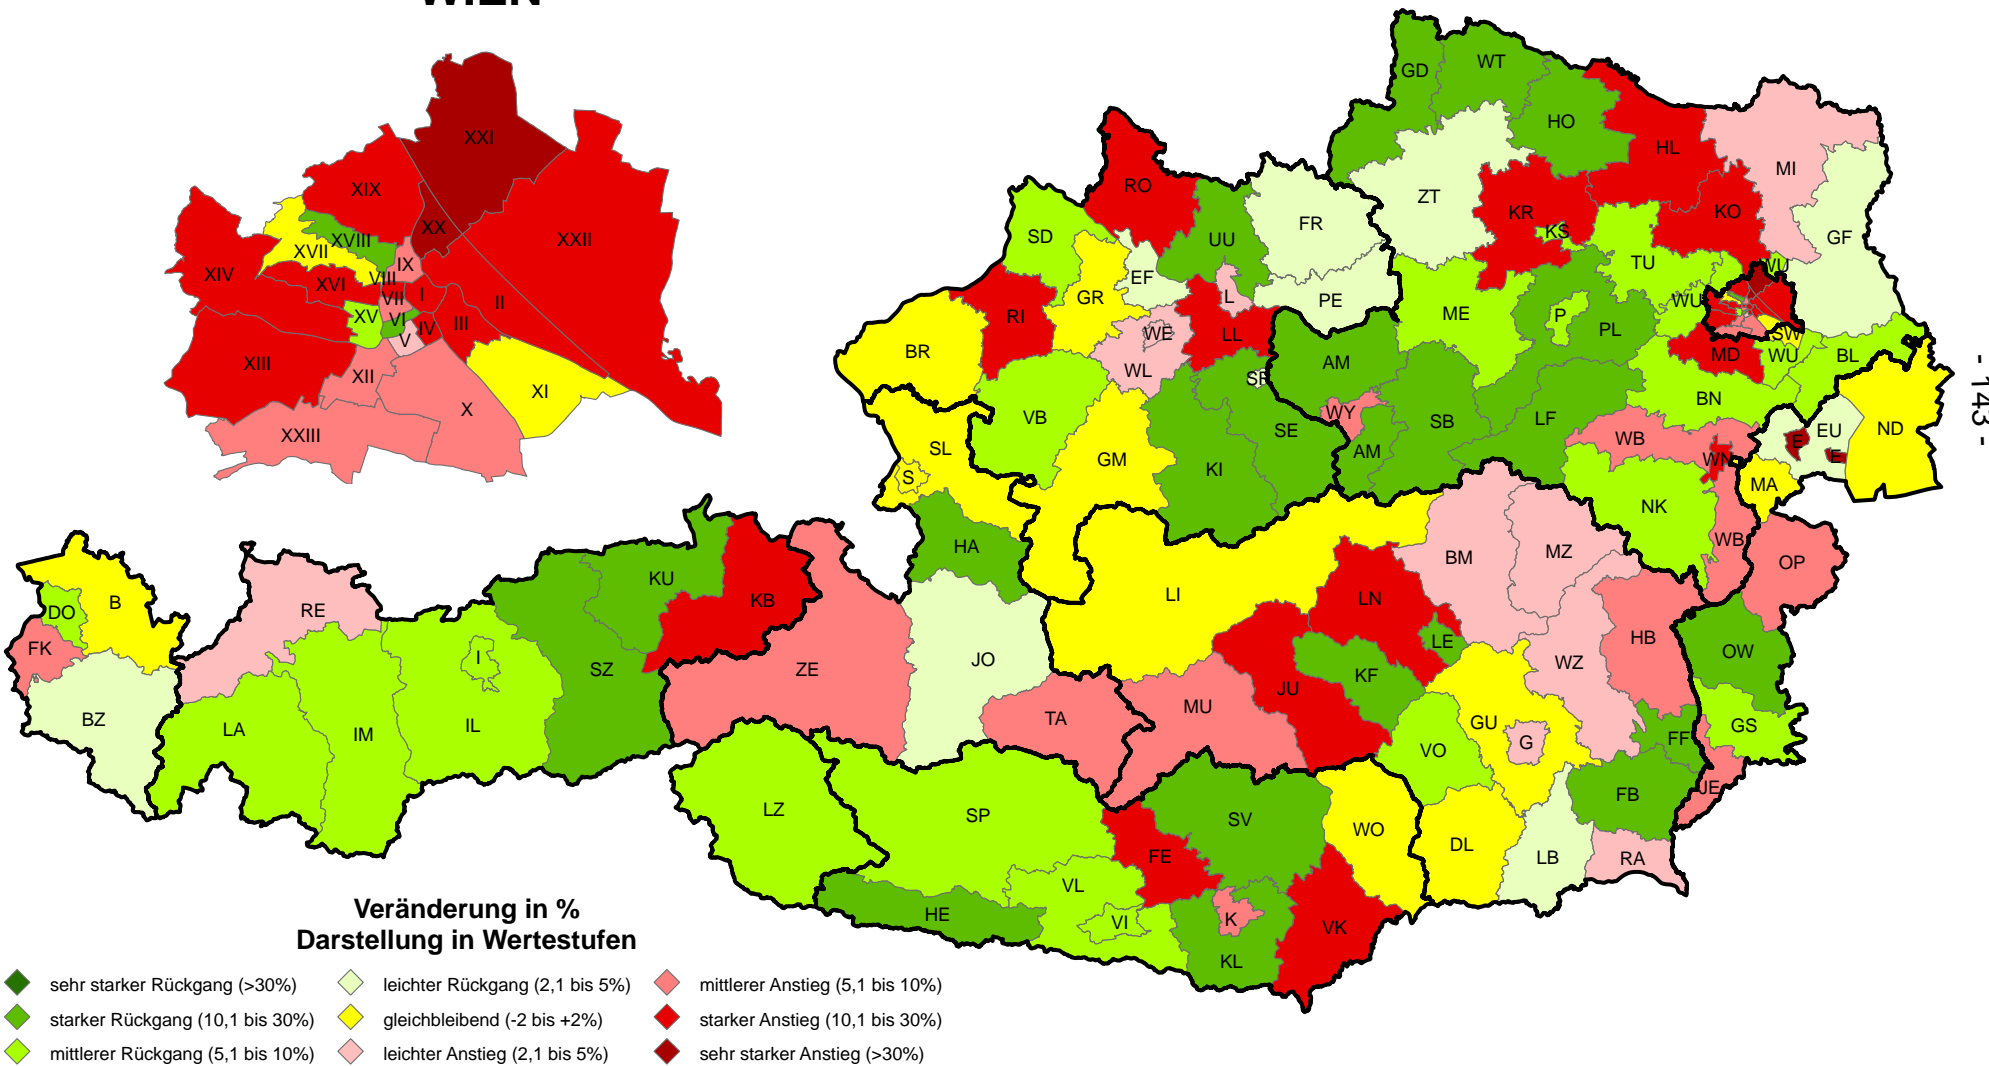 WIEN
XXI
XIX
XX
XXII
XVIII
XVII
IX
XIV
VIII
XVI
VII
I
II
XV
VI
IV
III
V
XIII
XII
XI
X
XXIII
GD
WT
HO
HL
MI
RO
ZT
KR
KO
GF
SD
UU
FR
KS
TU
WU
EF
GR
L
PE
RI
WE
LL
ME
P
PL
WU
SW
BR
WL
AM
MD
WU
BL
SE
VB
WY
SB
LF
BN
SL
GM
KI
SE
AM
WB
E
EU
ND
S
WN
E
MA
NK
HA
BM
MZ
WB
OP
KU
KB
LI
LN
B
DO
RE
FK
I
SZ
ZE
JO
LE
WZ
HB
OW
KF
JU
BZ
LA
IM
IL
TA
MU
VO
GU
G
FF
GS
LZ
SP
SV
WO
DL
FB
JE
FE
LB
RA
VL
HE
VI
K
VK
KL
- 143 -
Veränderung in %
Darstellung in Wertestufen
sehr starker Rückgang (>30%)
leichter Rückgang (2,1 bis 5%)
mittlerer Anstieg (5,1 bis 10%)
starker Rückgang (10,1 bis 30%)
gleichbleibend (-2 bis +2%)
starker Anstieg (10,1 bis 30%)
mittlerer Rückgang (5,1 bis 10%)
leichter Anstieg (2,1 bis 5%)
sehr starker Anstieg (>30%)